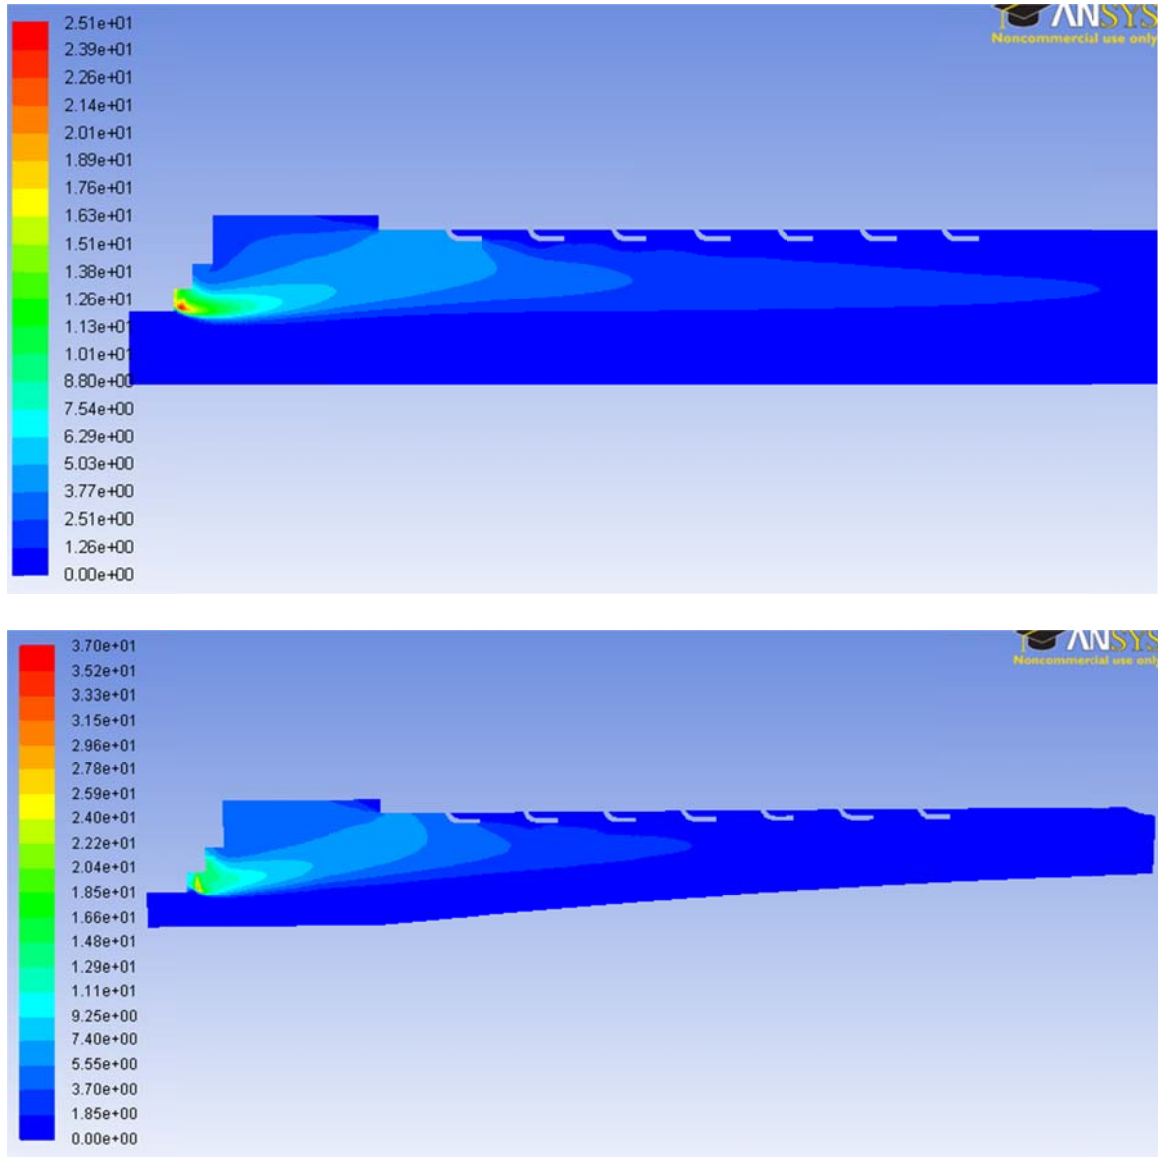 ANSYS
Noncommercial use only
2.51e+01
2.39e+01
2.26e+01
2.14e+01
2.01e+01
1.89e+01
1.76e+01
1.63e+01
1.51e+01
1.38e+01
1.26e+01
1.13e+01
1.01e+01
8.80e+00
7.54e+00
6.29e+00
5.03e+00
3.77e+00
2.51e+00
1.26e+00
0.00e+00
ANSYS
Noncommercial use only
3.70e+01
3.52e+01
3.33e+01
3.15e+01
2.96e+01
2.78e+01
2.59e+01
2.40e+01
2.22e+01
2.04e+01
1.85e+01
1.66e+01
1.48e+01
1.29e+01
1.11e+01
9.25e+00
7.40e+00
5.55e+00
3.70e+00
1.85e+00
0.00e+00